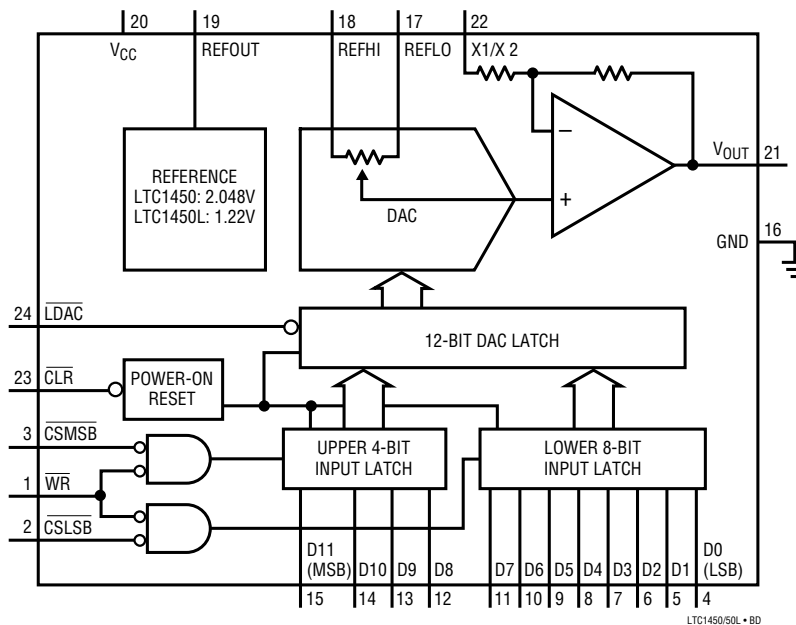 20 19 18 17 22
VCC REFOUT REFHI REFLO X1/X 2
REFERENCE
LTC1450: 2.048V
LTC1450L: 1.22V
DAC
−
+
VOUT 21
16
GND
24 LDAC
12-BIT DAC LATCH
23 CLR
POWER-ON
RESET
3 CSMSB
UPPER 4-BIT
INPUT LATCH
LOWER 8-BIT
INPUT LATCH
1 WR
2 CSLSB
D11
(MSB) D10 D9 D8 D7 D6 D5 D4 D3 D2 D1 D0
(LSB)
15 14 13 12 11 10 9 8 7 6 5 4
LTC1450/50L • BD